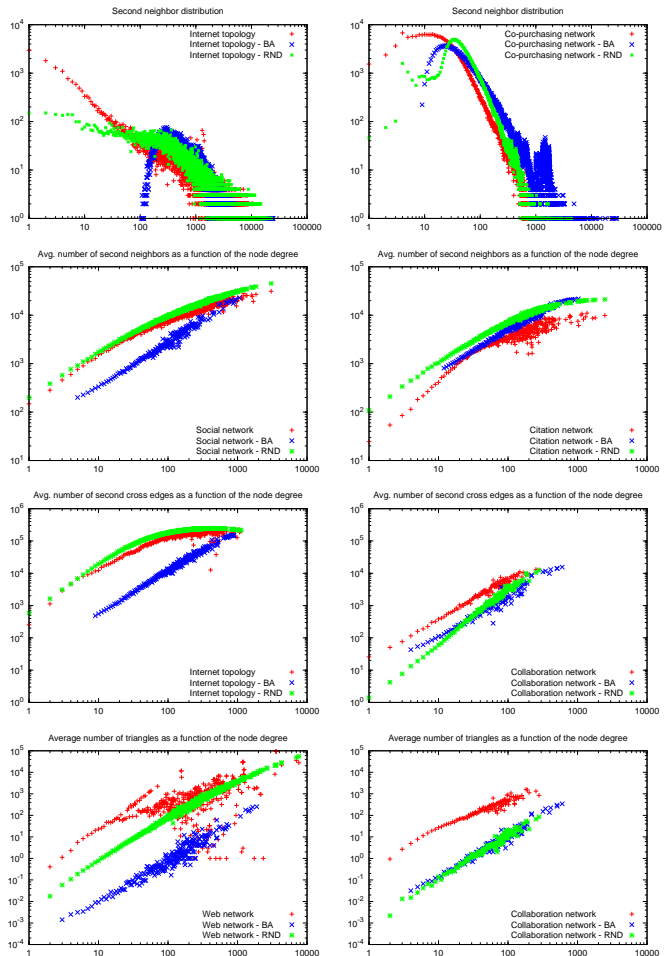 Second neighbor distribution
10^4
10^3
10^2
10^1
10^0
1 10 100 1000 10000 100000
Internet topology
Internet topology - BA
Internet topology - RND
Second neighbor distribution
10^4
10^3
10^2
10^1
10^0
1 10 100 1000 10000 100000
Co-purchasing network
Co-purchasing network - BA
Co-purchasing network - RND
Avg. number of second neighbors as a function of the node degree
10^5
10^4
10^3
10^2
10^1
1 10 100 1000 10000
Social network
Social network - BA
Social network - RND
Avg. number of second neighbors as a function of the node degree
10^5
10^4
10^3
10^2
10^1
1 10 100 1000 10000
Citation network
Citation network - BA
Citation network - RND
Avg. number of second cross edges as a function of the node degree
10^6
10^5
10^4
10^3
10^2
10^1
10^0
1 10 100 1000 10000
Internet topology
Internet topology - BA
Internet topology - RND
Avg. number of second cross edges as a function of the node degree
10^6
10^5
10^4
10^3
10^2
10^1
10^0
1 10 100 1000 10000
Collaboration network
Collaboration network - BA
Collaboration network - RND
Average number of triangles as a function of the node degree
10^5
10^4
10^3
10^2
10^1
10^0
10^-1
10^-2
10^-3
10^-4
1 10 100 1000 10000
Web network
Web network - BA
Web network - RND
Average number of triangles as a function of the node degree
10^5
10^4
10^3
10^2
10^1
10^0
10^-1
10^-2
10^-3
10^-4
1 10 100 1000 10000
Collaboration network
Collaboration network - BA
Collaboration network - RND